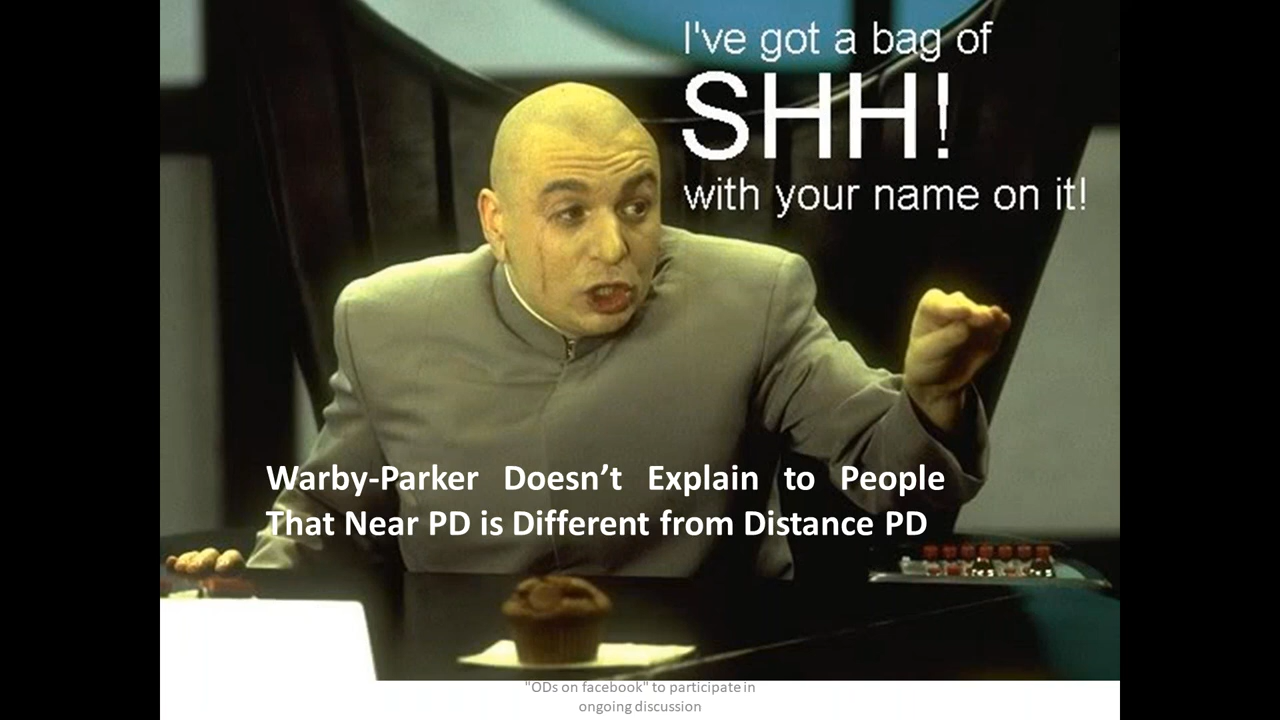 I've got a bag of
SHH!
with your name on it!
Warby-Parker Doesn’t Explain to People
That Near PD is Different from Distance PD
"ODs on facebook" to participate in
ongoing discussion